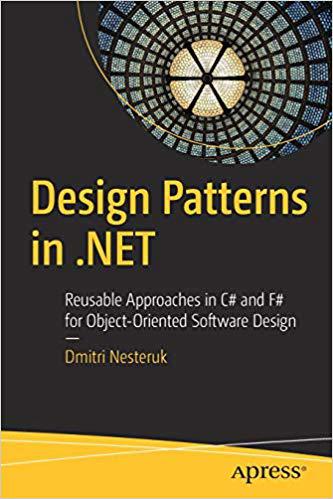 Design Patterns
in .NET
Reusable Approaches in C# and F#
for Object-Oriented Software Design
—
Dmitri Nesteruk
Apress®